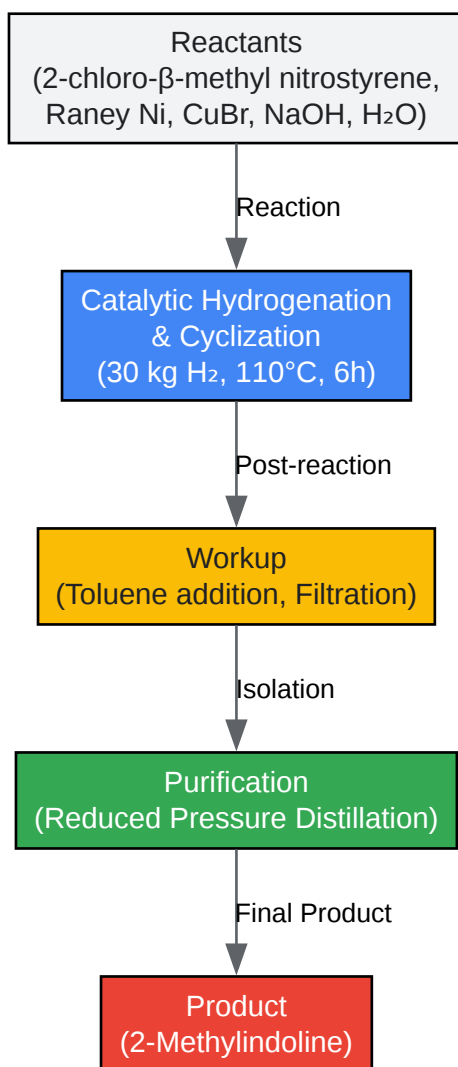 Reactants
(2-chloro-β-methyl nitrostyrene,
Raney Ni, CuBr, NaOH, H₂O)
Reaction
Catalytic Hydrogenation
& Cyclization
(30 kg H₂, 110°C, 6h)
Post-reaction
Workup
(Toluene addition, Filtration)
Isolation
Purification
(Reduced Pressure Distillation)
Final Product
Product
(2-Methylindoline)